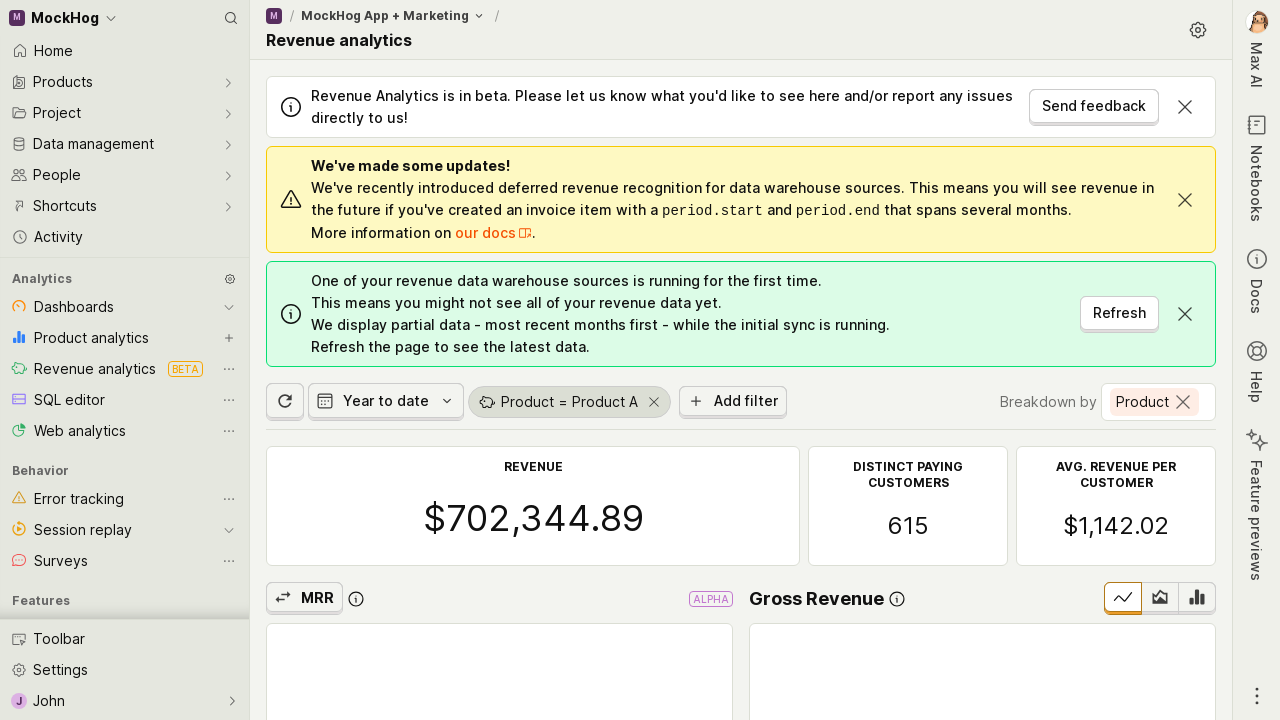 M MockHog
Home
Products
Project
Data management
People
Shortcuts
Activity
Analytics
Dashboards
Product analytics
Revenue analytics BETA
SQL editor
Web analytics
Behavior
Error tracking
Session replay
Surveys
Features
Toolbar
Settings
J John
M / MockHog App + Marketing /
Revenue analytics
Revenue Analytics is in beta. Please let us know what you'd like to see here and/or report any issues
directly to us!
Send feedback
We've made some updates!
We've recently introduced deferred revenue recognition for data warehouse sources. This means you will see revenue in
the future if you've created an invoice item with a period.start and period.end that spans several months.
More information on our docs.
One of your revenue data warehouse sources is running for the first time.
This means you might not see all of your revenue data yet.
We display partial data - most recent months first - while the initial sync is running.
Refresh the page to see the latest data.
Refresh
Year to date
Product = Product A
Add filter
Breakdown by Product
REVENUE
$702,344.89
DISTINCT PAYING
CUSTOMERS
615
AVG. REVENUE PER
CUSTOMER
$1,142.02
MRR
ALPHA
Gross Revenue
Max AI
Notebooks
Docs
Help
Feature previews